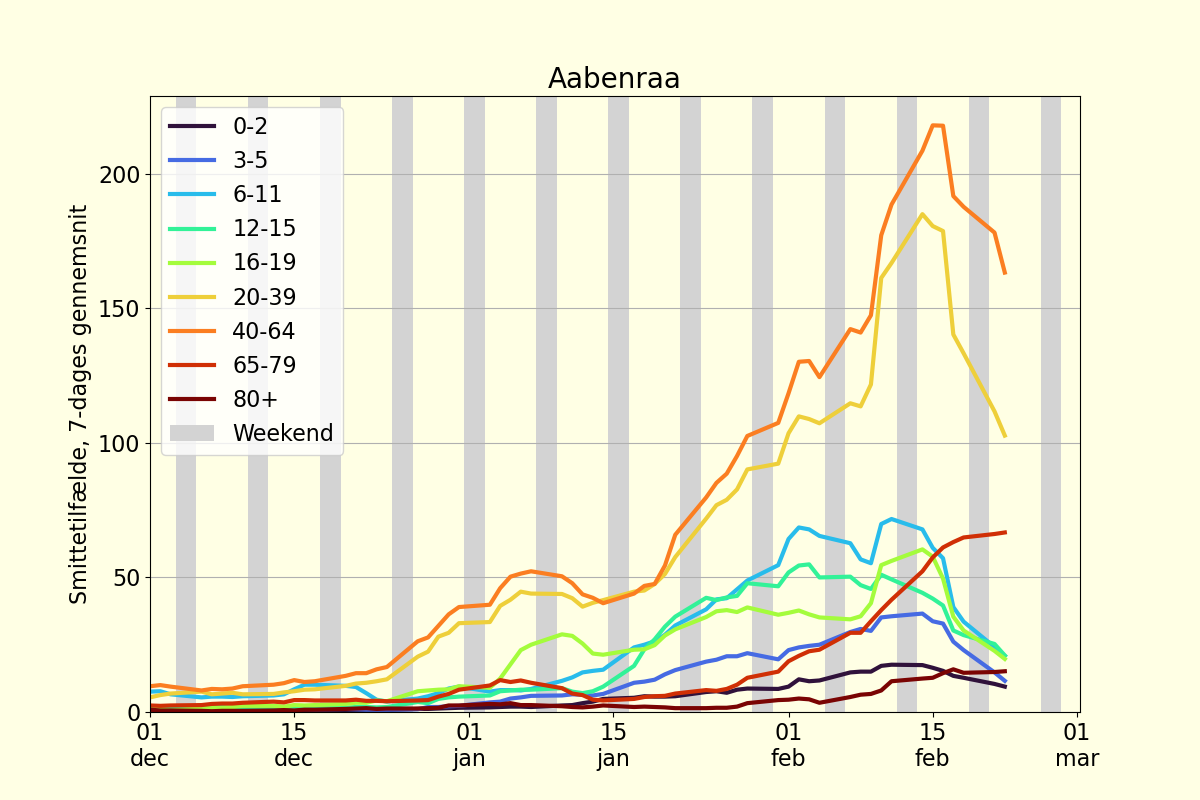 Aabenraa
Smittetilfælde, 7-dages gennemsnit
200
150
100
50
0
0-2
3-5
6-11
12-15
16-19
20-39
40-64
65-79
80+
Weekend
01 15 01 15 01 15 01
dec dec jan jan feb feb mar